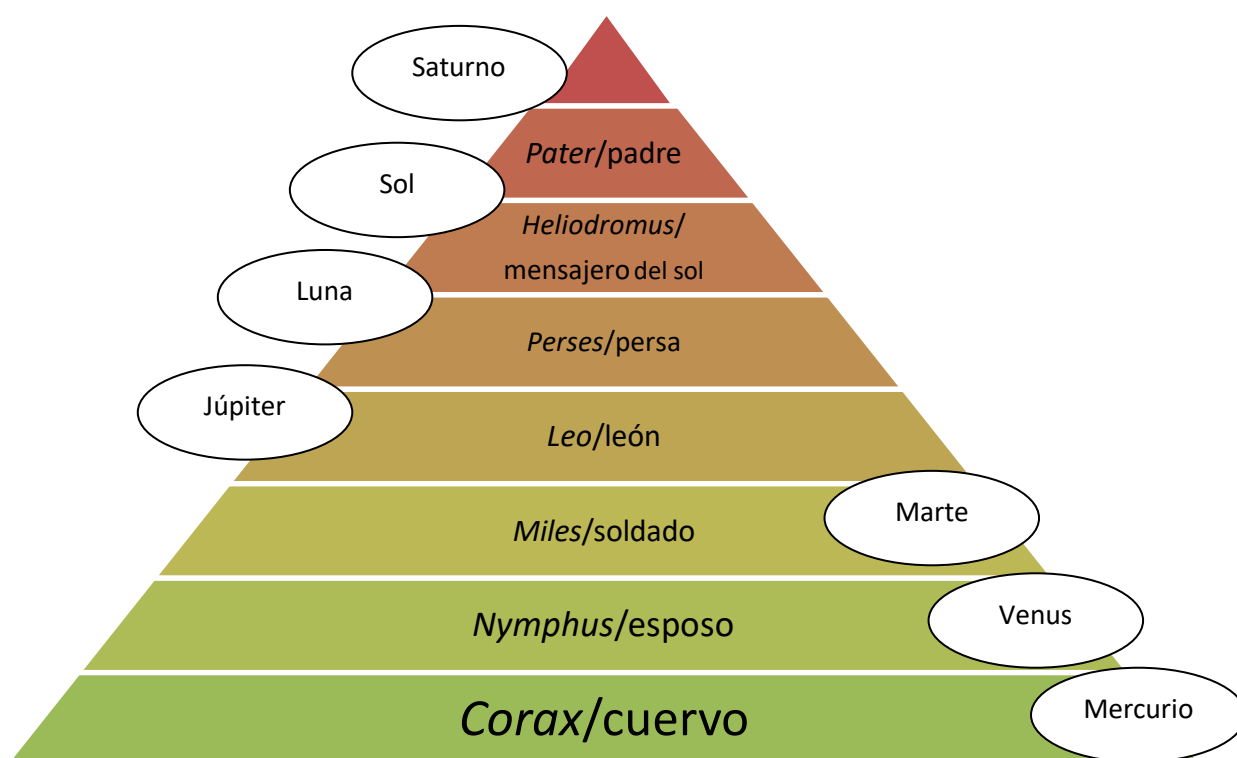 Saturno
Pater/padre
Sol
Heliodromus/
mensajero del sol
Luna
Perses/persa
Júpiter
Leo/león
Marte
Miles/soldado
Venus
Nymphus/esposo
Mercurio
Corax/cuervo